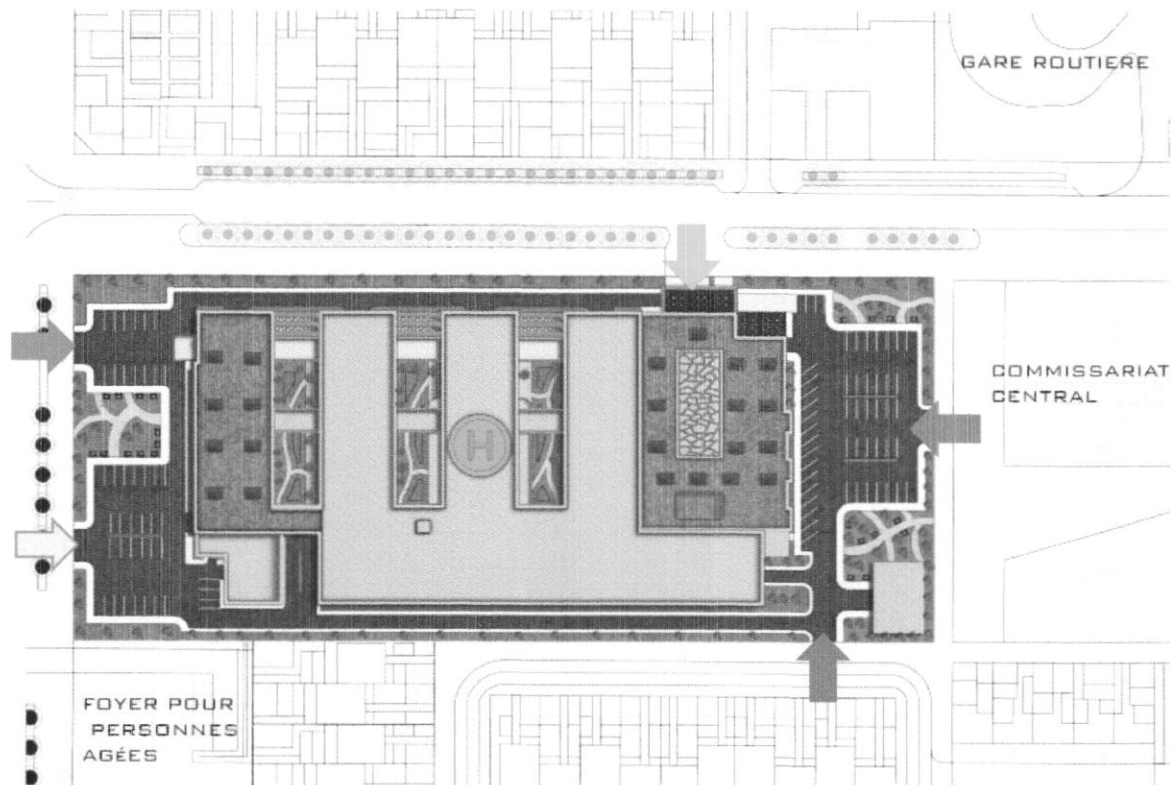 GARE ROUTIERE
COMMISSARIAT
CENTRAL
H
FOYER POUR
PERSONNES
AGÉES